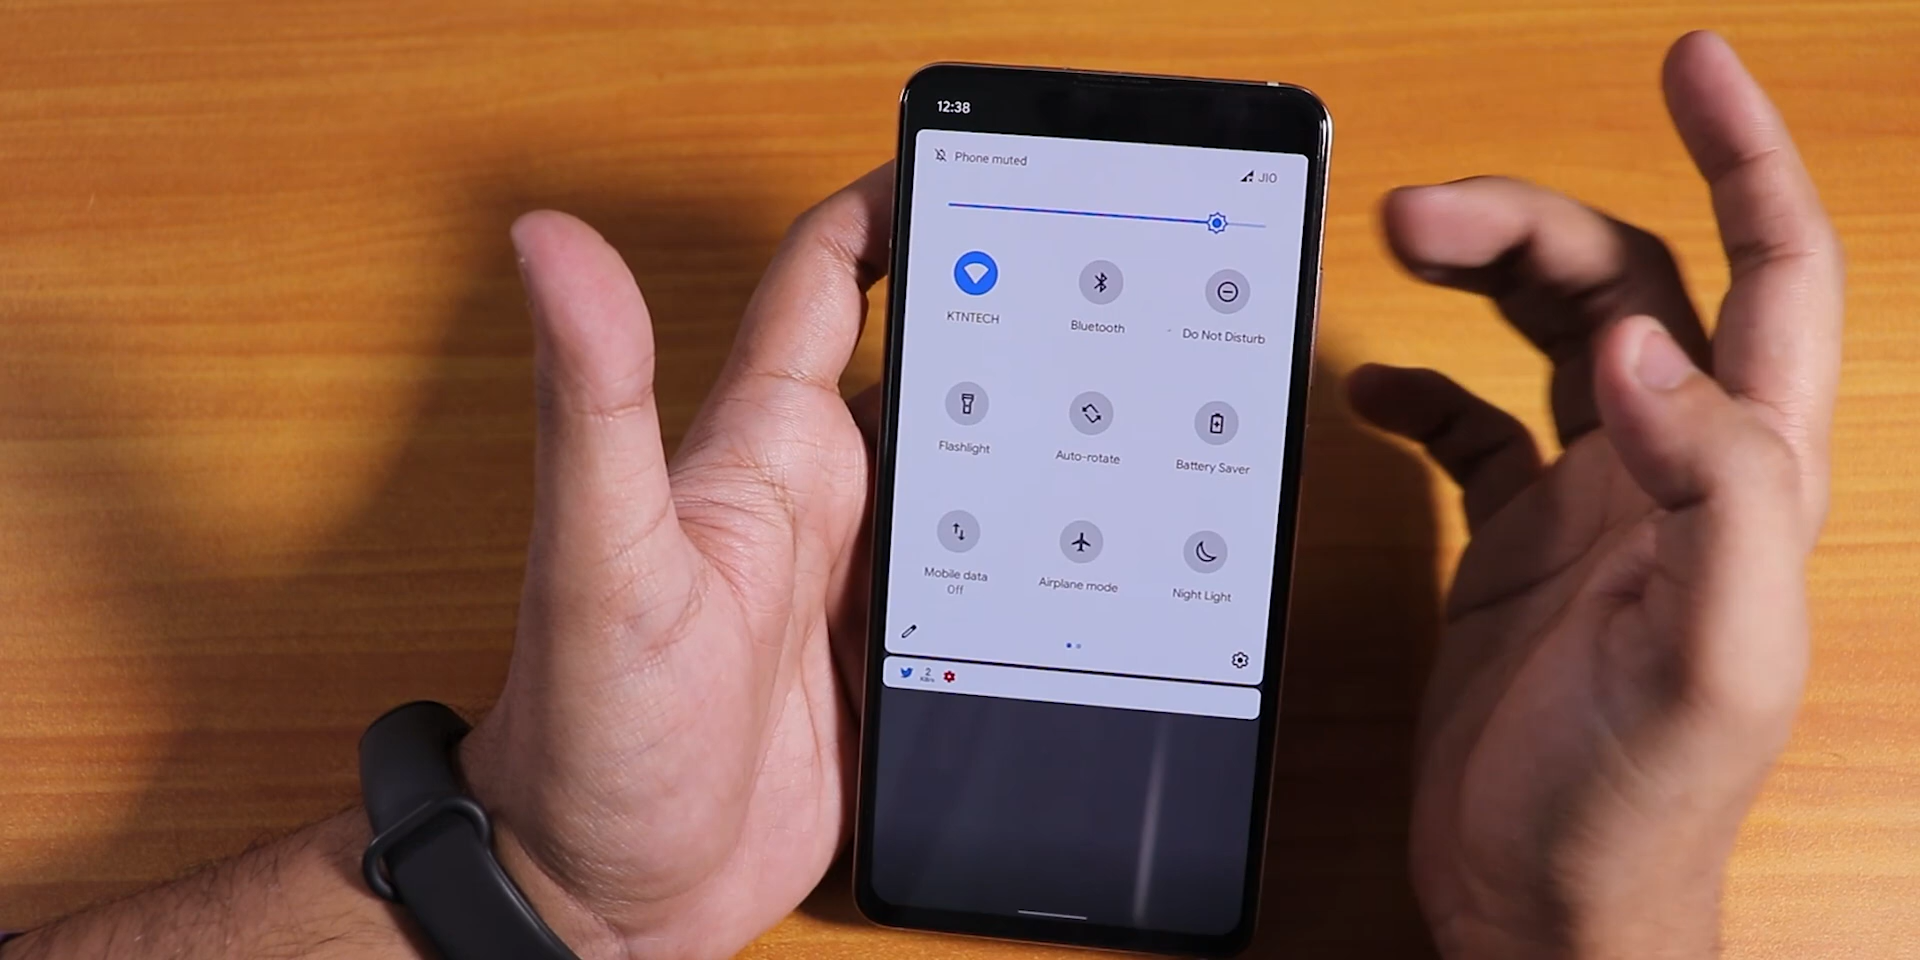 12:38
Phone muted
JIO
KTNTECH
Bluetooth
Do Not Disturb
Flashlight
Auto-rotate
Battery Saver
Mobile data
Off
Airplane mode
Night Light
2